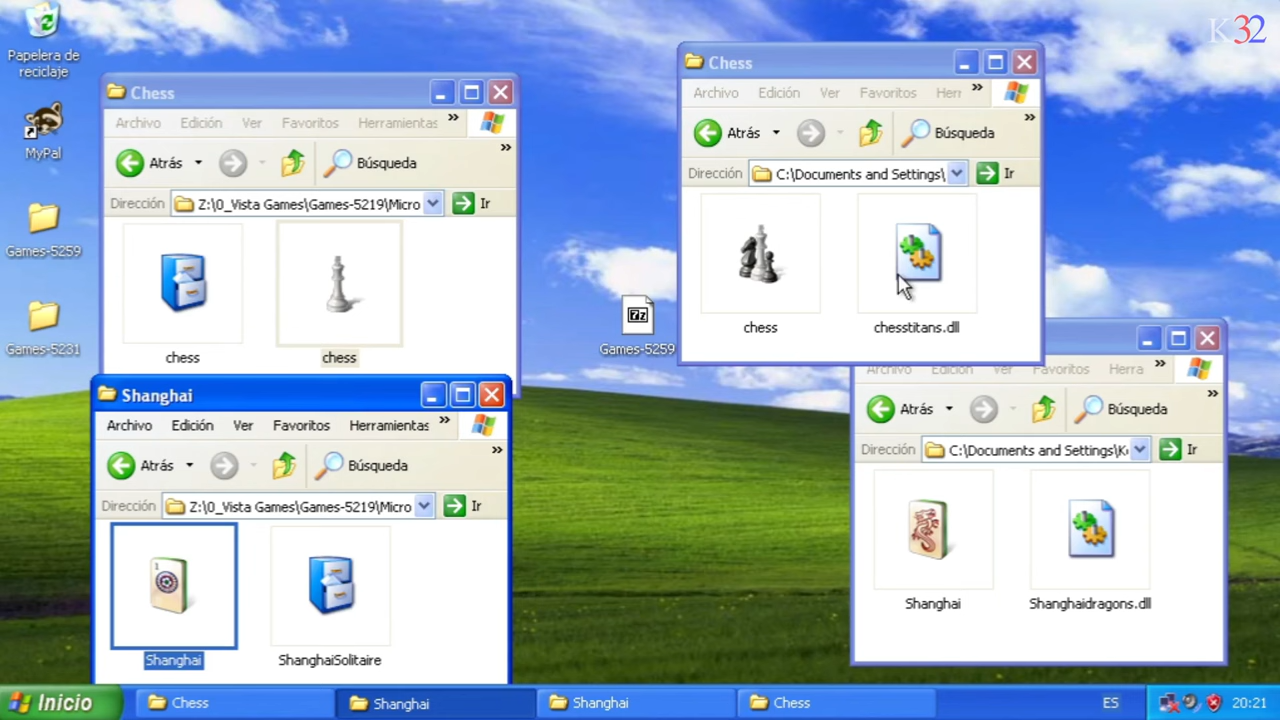 K32
Papelera de
reciclaje
MyPal
Games-5259
Games-5231
Chess
Archivo Edición Ver Favoritos Herramientas »
Atrás Búsqueda »
Dirección Z:\0_Vista Games\Games-5219\Micro Ir
chess chess
Games-5259
Chess
Archivo Edición Ver Favoritos Herr »
Atrás Búsqueda »
Dirección C:\Documents and Settings\ Ir
chess chesstitans.dll
Shanghai
Archivo Edición Ver Favoritos Herramientas »
Atrás Búsqueda »
Dirección Z:\0_Vista Games\Games-5219\Micro Ir
Shanghai ShanghaiSolitaire
Archivo Edición Ver Favoritos Herra »
Atrás Búsqueda »
Dirección C:\Documents and Settings\K Ir
Shanghai Shanghaidragons.dll
Inicio Chess Shanghai Shanghai Chess ES 20:21